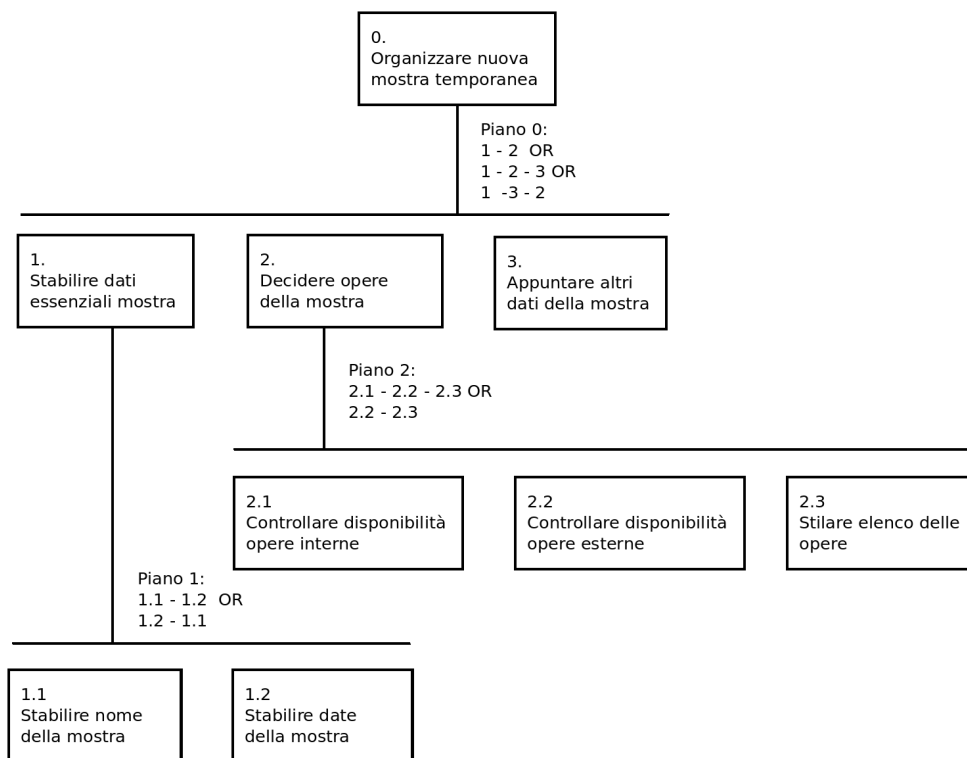 0.
Organizzare nuova
mostra temporanea
Piano 0:
1 - 2  OR
1 - 2 - 3 OR
1  -3 - 2
1.
Stabilire dati
essenziali mostra
2.
Decidere opere
della mostra
3.
Appuntare altri
dati della mostra
Piano 2:
2.1 - 2.2 - 2.3 OR
2.2 - 2.3
2.1
Controllare disponibilità
opere interne
2.2
Controllare disponibilità
opere esterne
2.3
Stilare elenco delle
opere
Piano 1:
1.1 - 1.2  OR
1.2 - 1.1
1.1
Stabilire nome
della mostra
1.2
Stabilire date
della mostra